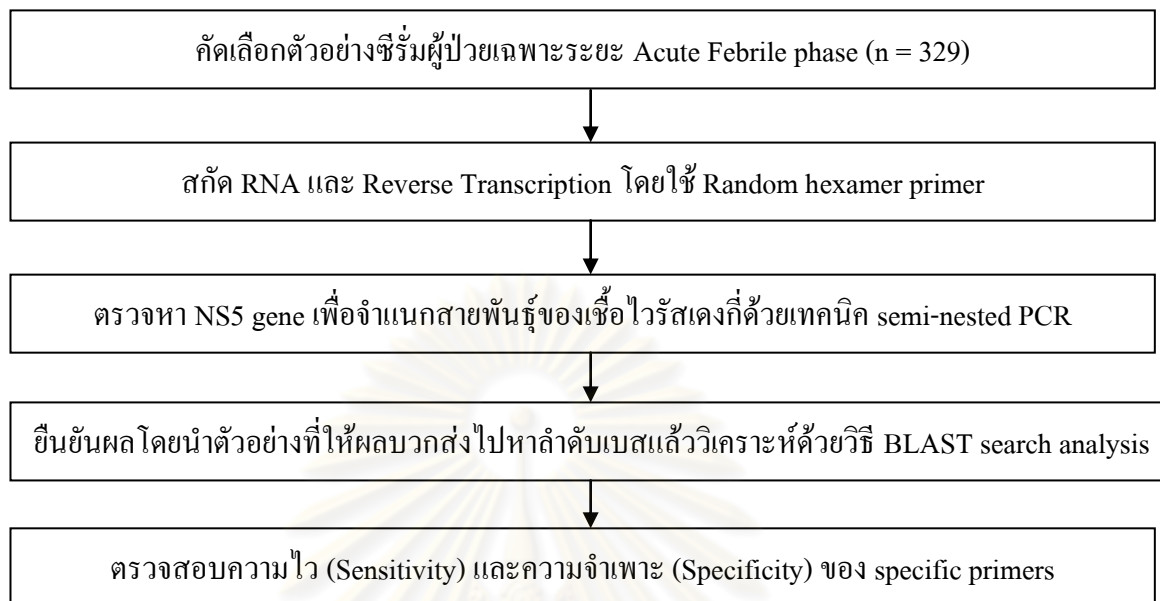 คัดเลือกตัวอย่างซีรั่มผู้ป่วยเฉพาะระยะ Acute Febrile phase (n = 329)
สกัด RNA และ Reverse Transcription โดยใช้ Random hexamer primer
ตรวจหา NS5 gene เพื่อจำแนกสายพันธุ์ของเชื้อไวรัสเดงกี่ด้วยเทคนิค semi-nested PCR
ยืนยันผลโดยนำตัวอย่างที่ให้ผลบวกส่งไปหาลำดับเบสแล้ววิเคราะห์ด้วยวิธี BLAST search analysis
ตรวจสอบความไว (Sensitivity) และความจำเพาะ (Specificity) ของ specific primers